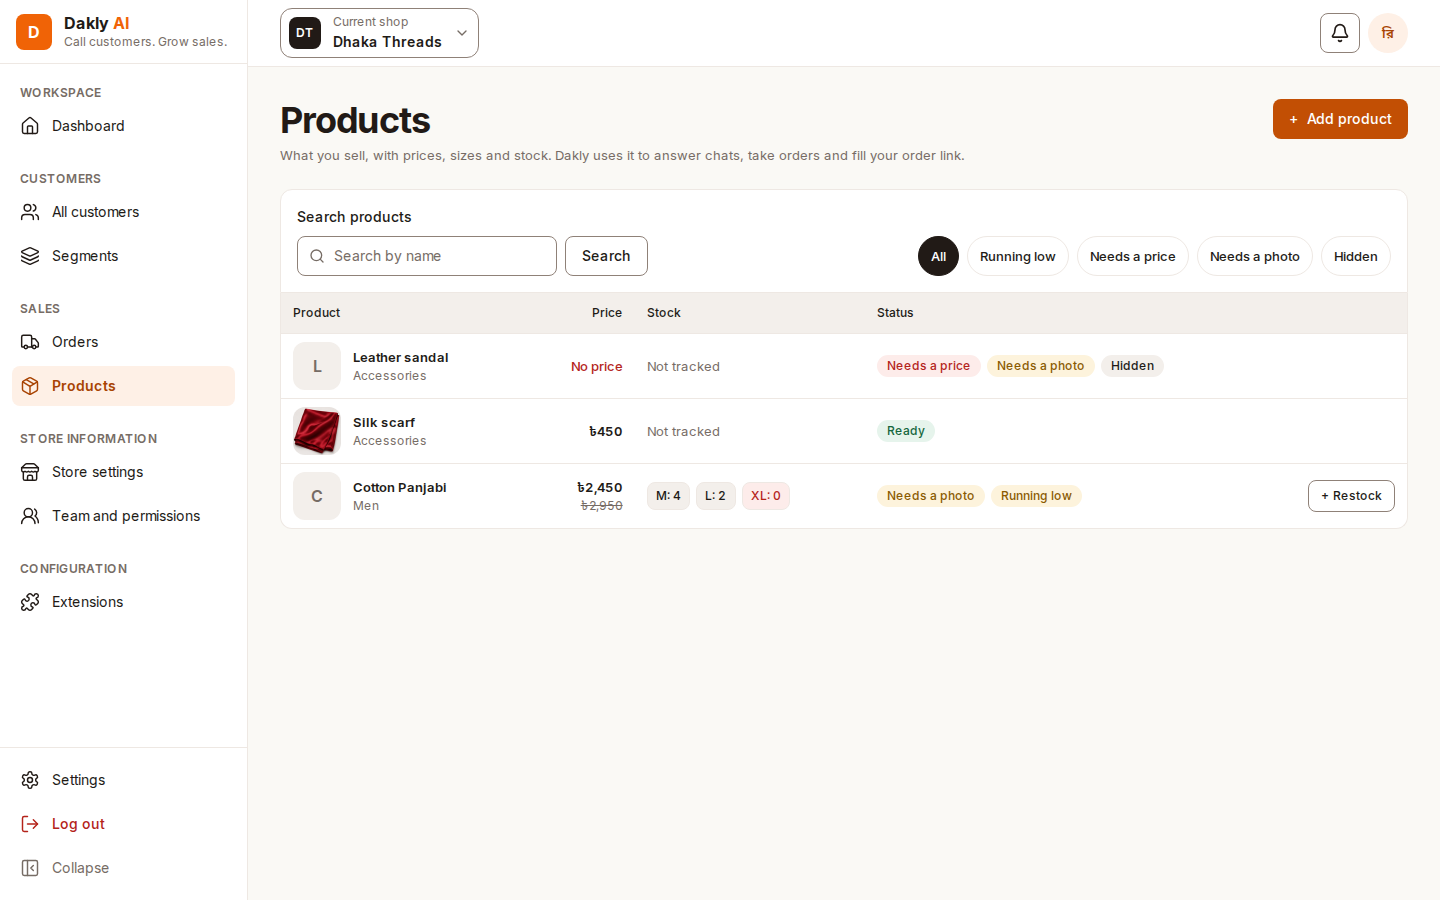 D
Dakly AI
Call customers. Grow sales.
DT
Current shop
Dhaka Threads
রি
WORKSPACE
Dashboard
CUSTOMERS
All customers
Segments
SALES
Orders
Products
STORE INFORMATION
Store settings
Team and permissions
CONFIGURATION
Extensions
Settings
Log out
Collapse
Products
+ Add product
What you sell, with prices, sizes and stock. Dakly uses it to answer chats, take orders and fill your order link.
Search products
Search by name
Search
All
Running low
Needs a price
Needs a photo
Hidden
Product Price Stock Status
L
Leather sandal
Accessories
No price
Not tracked
Needs a price
Needs a photo
Hidden
Silk scarf
Accessories
৳450
Not tracked
Ready
C
Cotton Panjabi
Men
৳2,450
৳2,950
M: 4
L: 2
XL: 0
Needs a photo
Running low
+ Restock